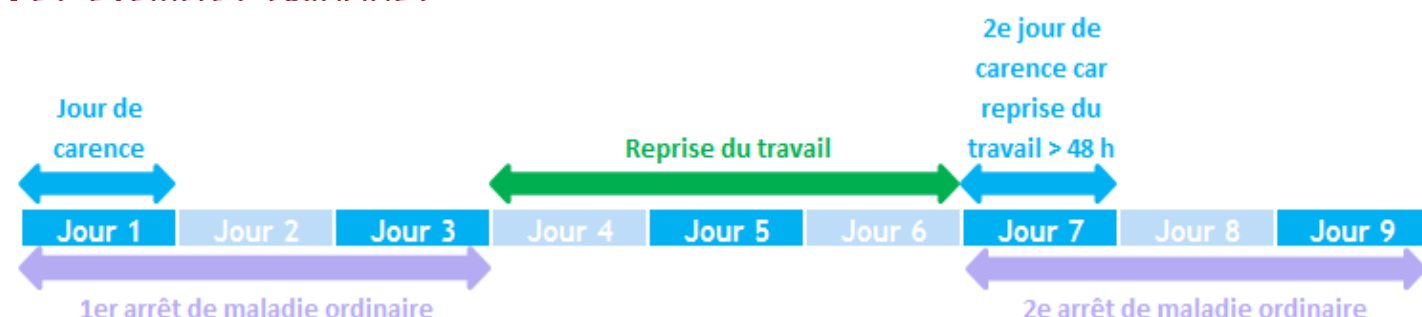 2e jour de
carence car
reprise du
travail > 48 h
Jour de
carence
Reprise du travail
Jour 1 Jour 2 Jour 3 Jour 4 Jour 5 Jour 6 Jour 7 Jour 8 Jour 9
1er arrêt de maladie ordinaire
2e arrêt de maladie ordinaire